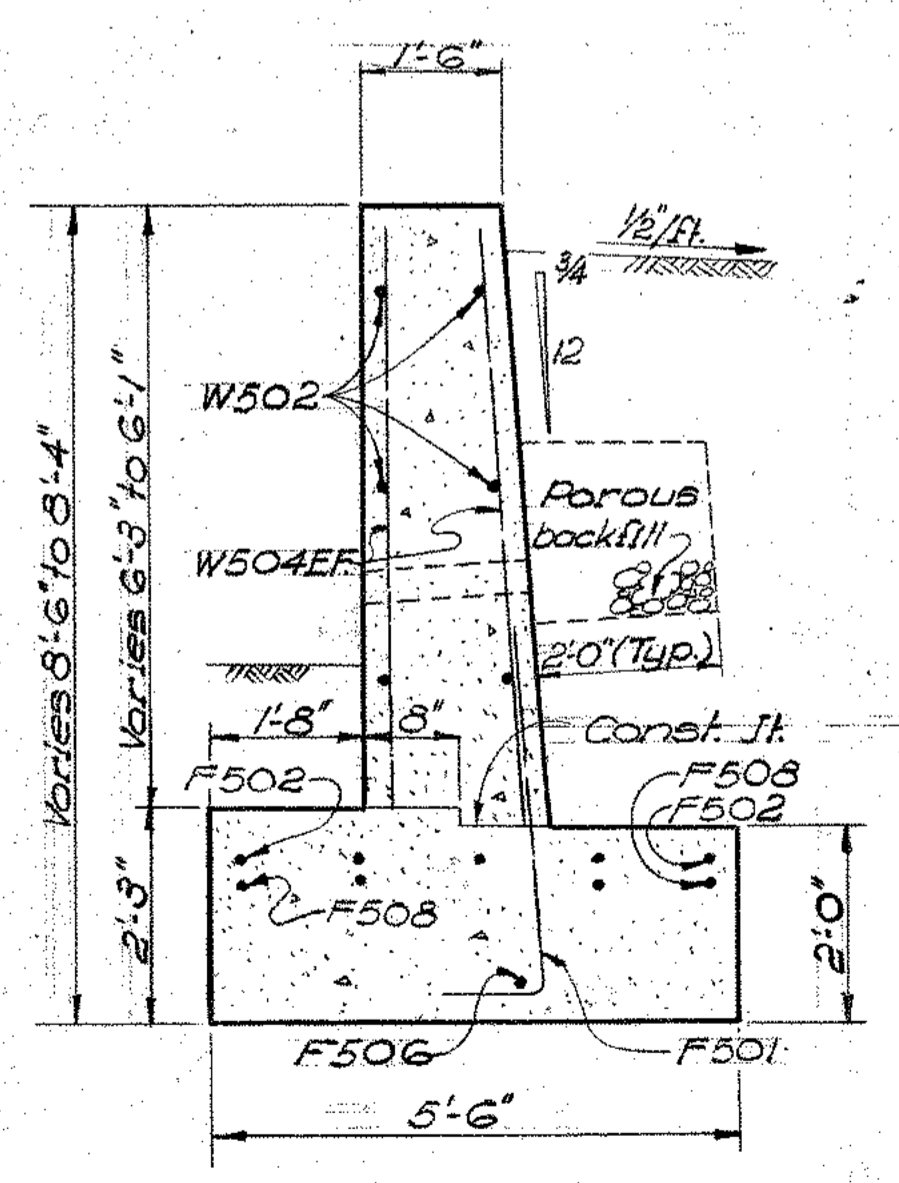 1'-6"
1/2"/ft.
3/4
12
W502
Porous
backfill
W504EF
2'-0" (Typ.)
Varies 8'-6" to 8'-4"
Varies 6'-3" to 6'-1"
1'-8"
8"
Const. Jt.
F502
F508
F508
F502
2'-3"
2'-0"
F506
F501
5'-6"